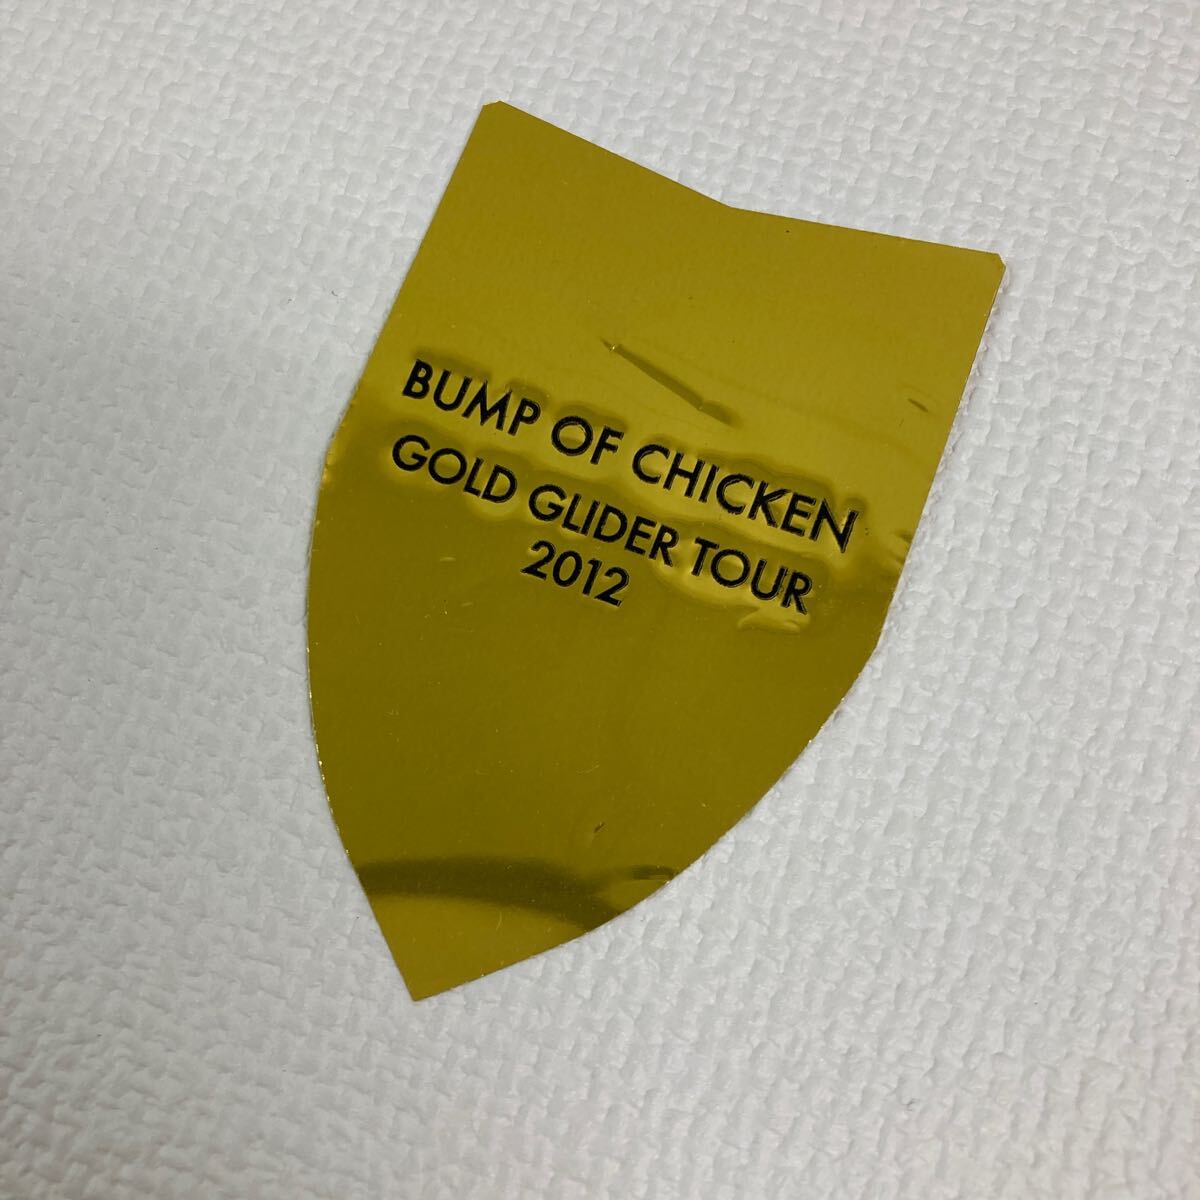 BUMP OF CHICKEN
GOLD GLIDER TOUR
2012